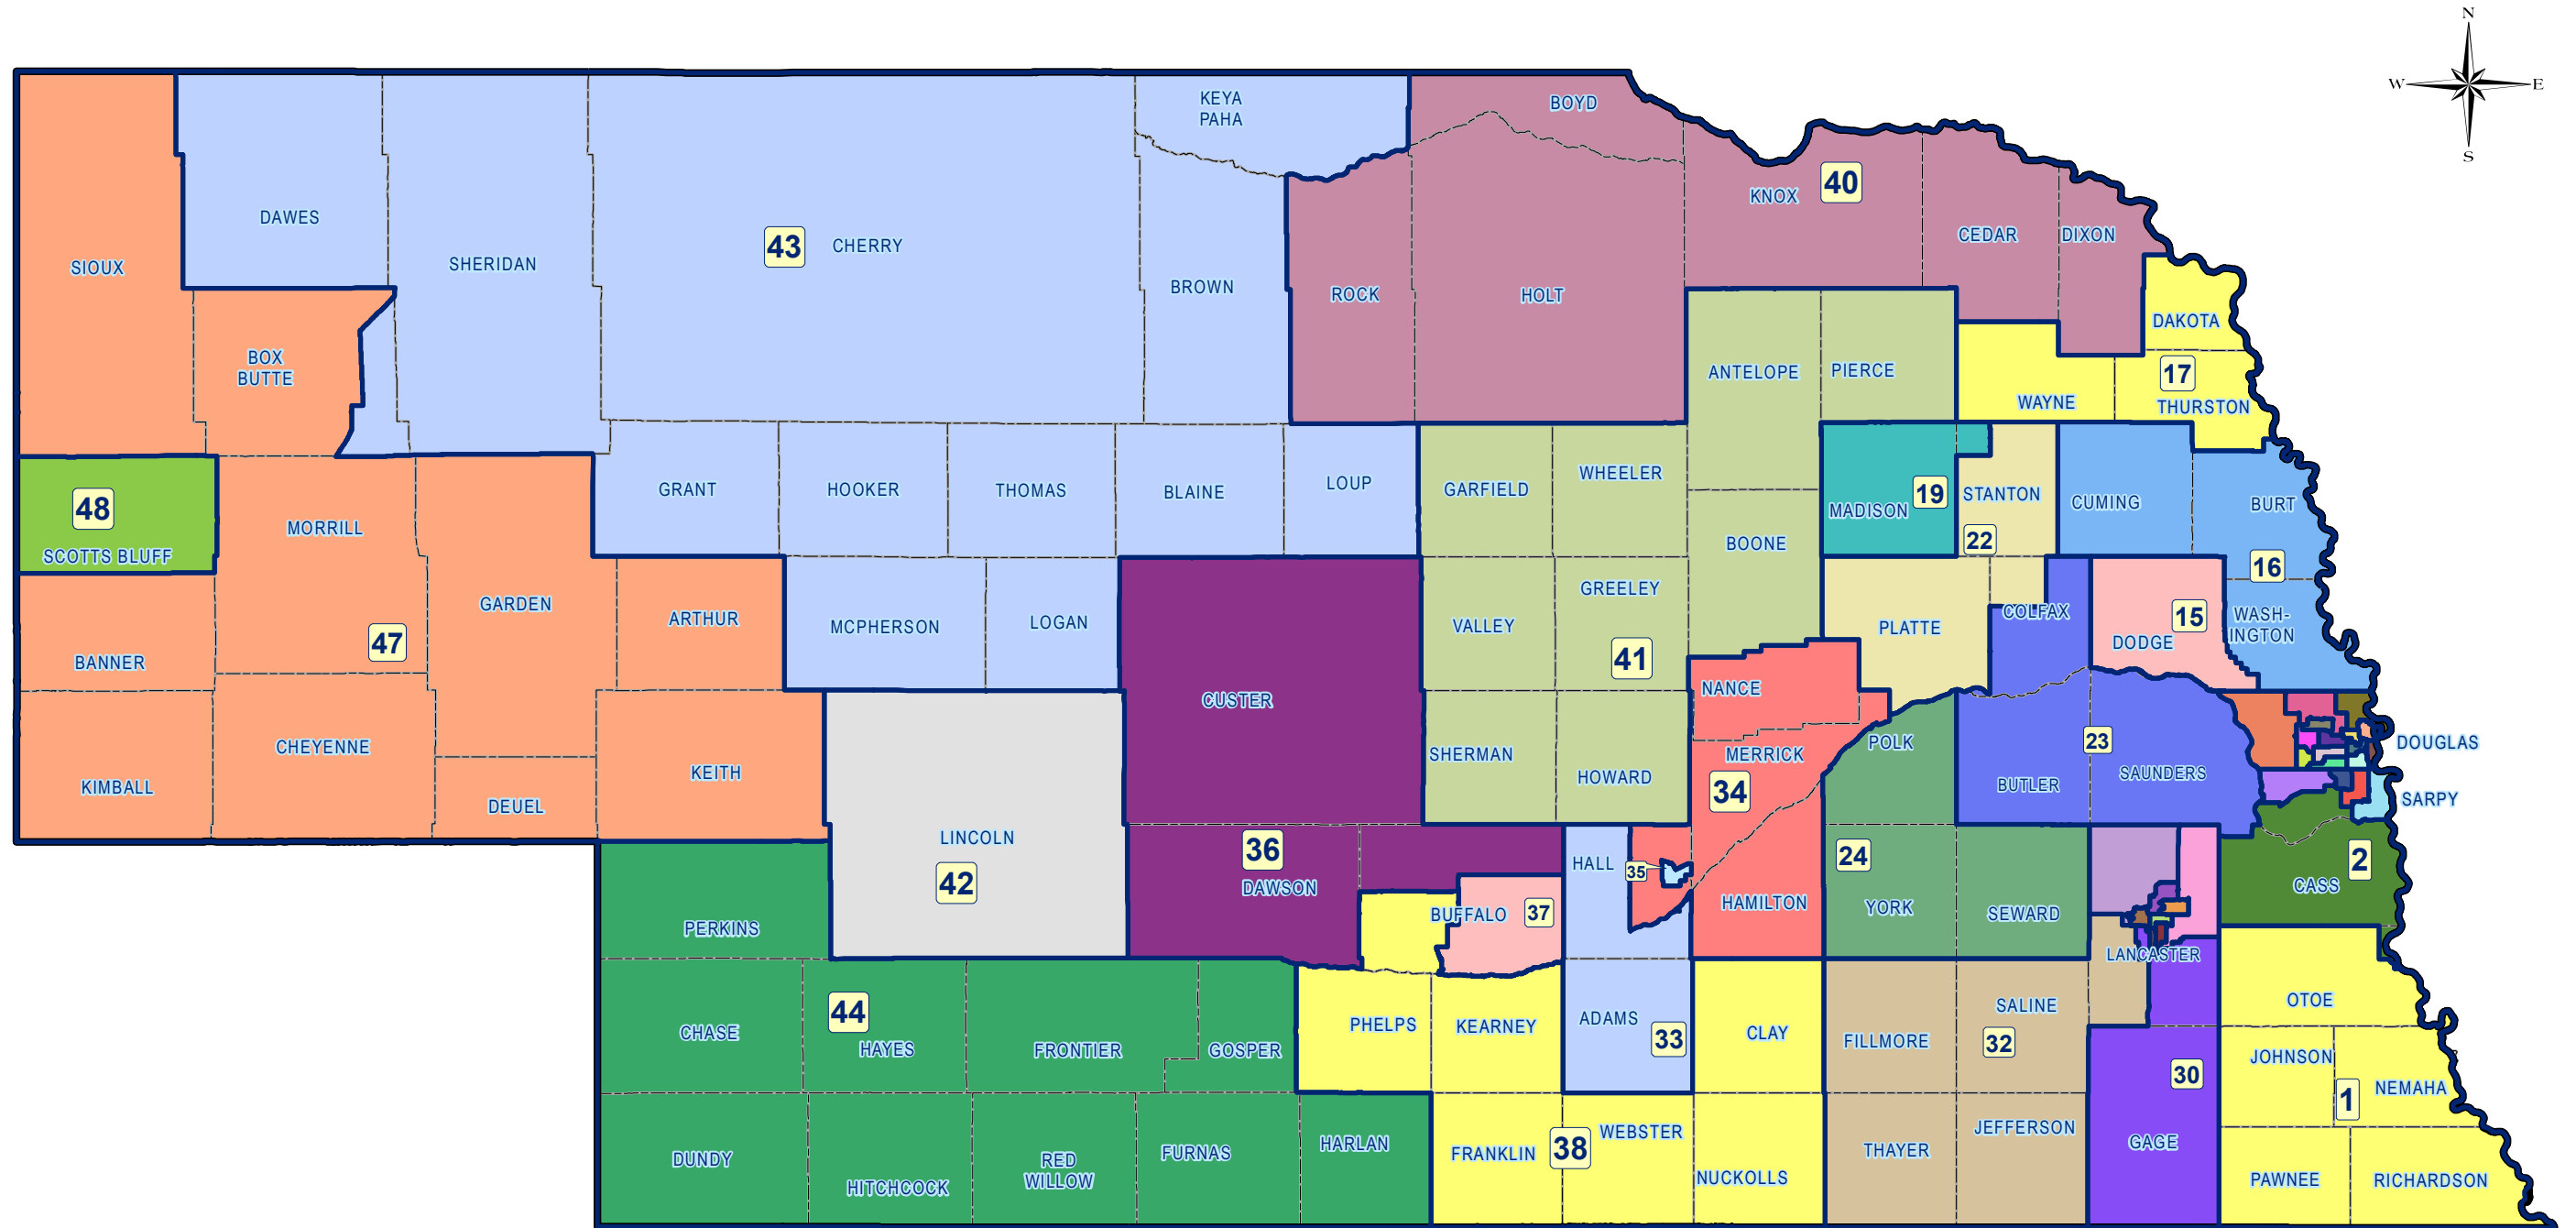 N
W
E
S
KEYA
PAHA
BOYD
DAWES
SHERIDAN
43
CHERRY
BROWN
ROCK
HOLT
KNOX
40
CEDAR
DIXON
SIOUX
DAKOTA
BOX
BUTTE
ANTELOPE
PIERCE
WAYNE
17
THURSTON
48
SCOTTS BLUFF
MORRILL
GRANT
HOOKER
THOMAS
BLAINE
LOUP
GARFIELD
WHEELER
MADISON
19
STANTON
22
CUMING
BURT
16
BOONE
BANNER
47
GARDEN
ARTHUR
MCPHERSON
LOGAN
CUSTER
VALLEY
GREELEY
41
PLATTE
COLFAX
DODGE
15
WASH-
INGTON
KIMBALL
CHEYENNE
DEUEL
KEITH
LINCOLN
42
SHERMAN
HOWARD
NANCE
MERRICK
34
POLK
BUTLER
23
SAUNDERS
DOUGLAS
SARPY
36
DAWSON
BUFFALO
37
HALL
35
HAMILTON
24
YORK
SEWARD
LANCASTER
2
CASS
PERKINS
CHASE
44
HAYES
FRONTIER
GOSPER
PHELPS
KEARNEY
ADAMS
33
CLAY
FILLMORE
SALINE
32
OTOE
JOHNSON
NEMAHA
1
30
GAGE
DUNDY
HITCHCOCK
RED
WILLOW
FURNAS
HARLAN
FRANKLIN
38
WEBSTER
NUCKOLLS
THAYER
JEFFERSON
PAWNEE
RICHARDSON